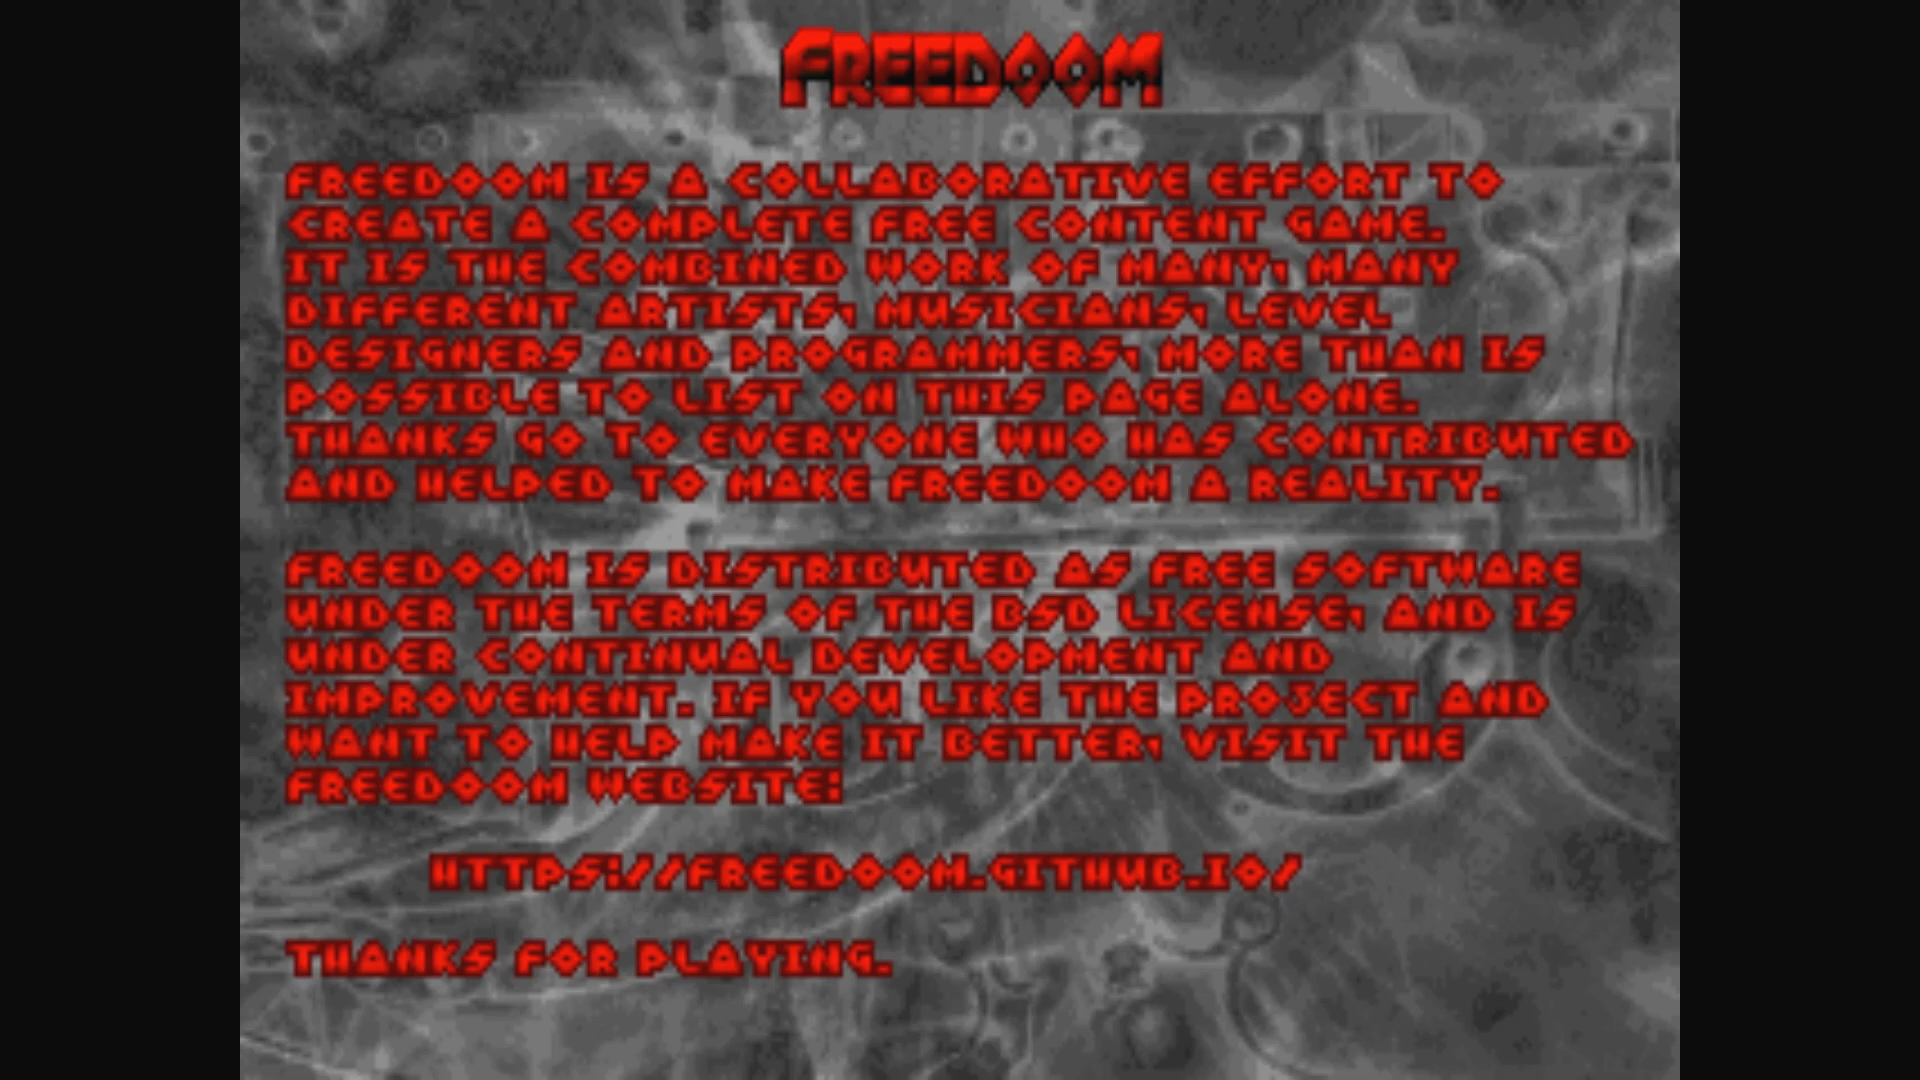 FREEDOOM
FREEDOOM IS A COLLABORATIVE EFFORT TO
CREATE A COMPLETE FREE CONTENT GAME.
IT IS THE COMBINED WORK OF MANY, MANY
DIFFERENT ARTISTS, MUSICIANS, LEVEL
DESIGNERS AND PROGRAMMERS, MORE THAN IS
POSSIBLE TO LIST ON THIS PAGE ALONE.
THANKS GO TO EVERYONE WHO HAS CONTRIBUTED
AND HELPED TO MAKE FREEDOOM A REALITY.
FREEDOOM IS DISTRIBUTED AS FREE SOFTWARE
UNDER THE TERMS OF THE BSD LICENSE, AND IS
UNDER CONTINUAL DEVELOPMENT AND
IMPROVEMENT. IF YOU LIKE THE PROJECT AND
WANT TO HELP MAKE IT BETTER, VISIT THE
FREEDOOM WEBSITE:
HTTPS://FREEDOOM.GITHUB.IO/
THANKS FOR PLAYING.